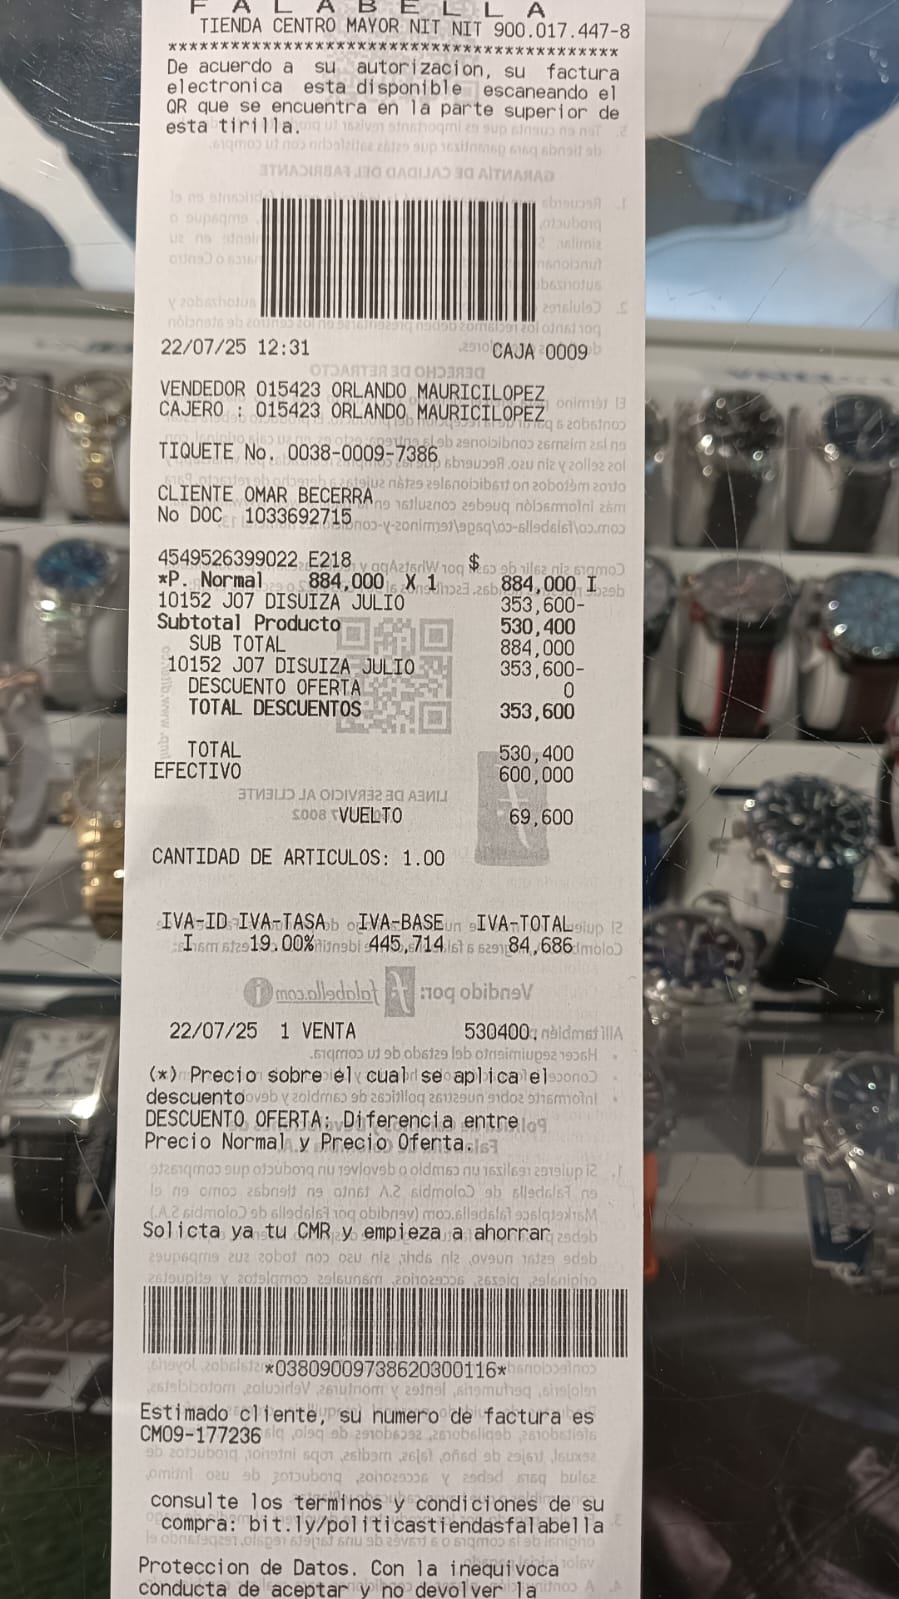 FALABELLA
TIENDA CENTRO MAYOR NIT NIT 900.017.447-8
******************************************
De acuerdo a su autorizacion, su factura
electronica esta disponible escaneando el
QR que se encuentra en la parte superior de
esta tirilla.
22/07/25 12:31 CAJA 0009
VENDEDOR 015423 ORLANDO MAURICILOPEZ
CAJERO : 015423 ORLANDO MAURICILOPEZ
TIQUETE No. 0038-0009-7386
CLIENTE OMAR BECERRA
No DOC 1033692715
4549526399022 E218 $
*P. Normal 884,000 X 1 884,000 I
10152 J07 DISUIZA JULIO 353,600-
Subtotal Producto 530,400
SUB TOTAL 884,000
10152 J07 DISUIZA JULIO 353,600-
DESCUENTO OFERTA 0
TOTAL DESCUENTOS 353,600
TOTAL 530,400
EFECTIVO 600,000
VUELTO 69,600
CANTIDAD DE ARTICULOS: 1.00
IVA-ID IVA-TASA IVA-BASE IVA-TOTAL
I 19.00% 445,714 84,686
22/07/25 1 VENTA 530400
(*) Precio sobre el cual se aplica el
descuento
DESCUENTO OFERTA: Diferencia entre
Precio Normal y Precio Ofenta.
Solicta ya tu CMR y empieza a ahorrar
*03809009738620300116*
Estimado cliente, su numero de factura es
CM09-177236
consulte los terminos y condiciones de su
compra: bit.ly/politicastiendasfalabella
Proteccion de Datos. Con la inequivoca
conducta de aceptar y no devolver la